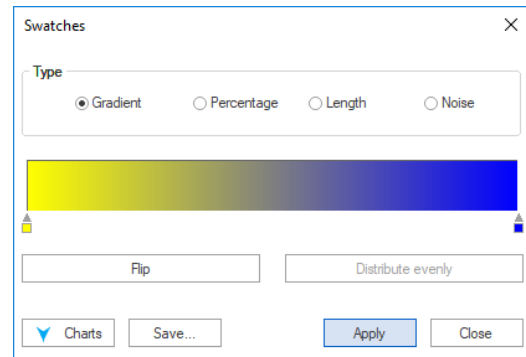 Swatches
Type
Gradient Percentage Length Noise
Flip Distribute evenly
Charts Save... Apply Close